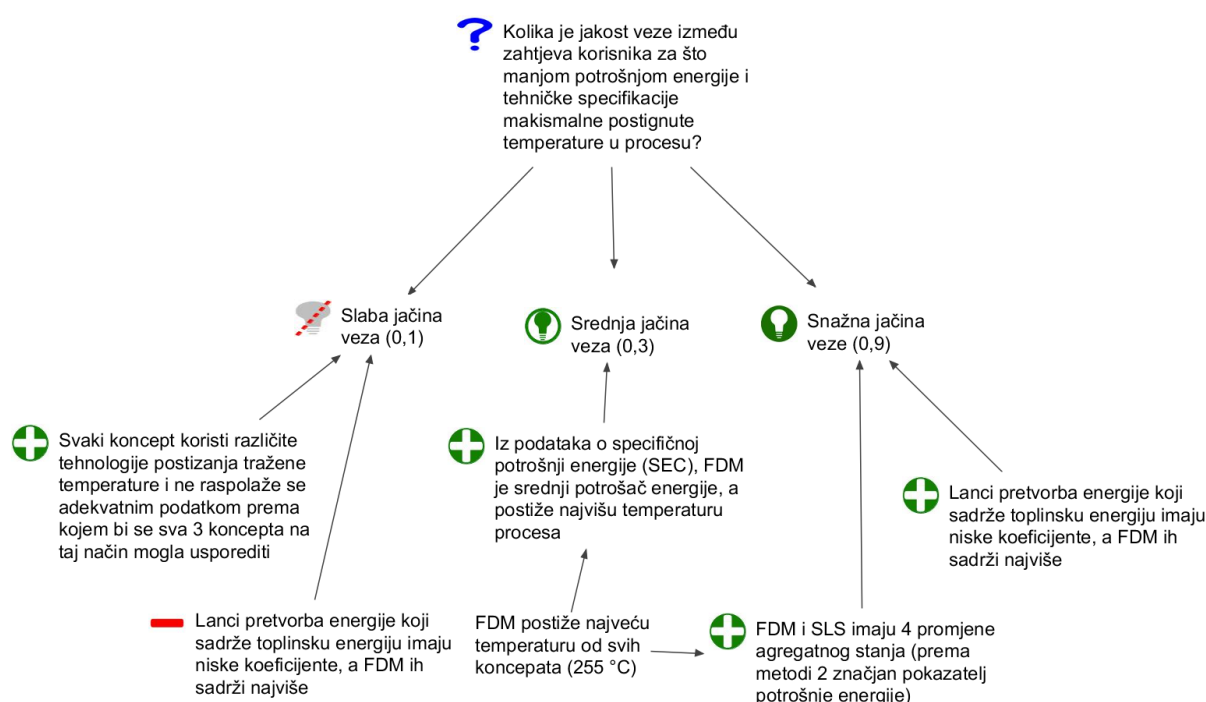 Kolika je jakost veze između
zahtjeva korisnika za što
manjom potrošnjom energije i
tehničke specifikacije
makismalne postignute
temperature u procesu?
Slaba jačina
veza (0,1)
Srednja jačina
veza (0,3)
Snažna jačina
veze (0,9)
Svaki koncept koristi različite
tehnologije postizanja tražene
temperature i ne raspolaže se
adekvatnim podatkom prema
kojem bi se sva 3 koncepta na
taj način mogla usporediti
Iz podataka o specifičnoj
potrošnji energije (SEC), FDM
je srednji potrošač energije, a
postiže najvišu temperaturu
procesa
Lanci pretvorba energije koji
sadrže toplinsku energiju imaju
niske koeficijente, a FDM ih
sadrži najviše
Lanci pretvorba energije koji
sadrže toplinsku energiju imaju
niske koeficijente, a FDM ih
sadrži najviše
FDM postiže najveću
temperaturu od svih
koncepata (255 °C)
FDM i SLS imaju 4 promjene
agregatnog stanja (prema
metodi 2 značjan pokazatelj
potrošnje energije)